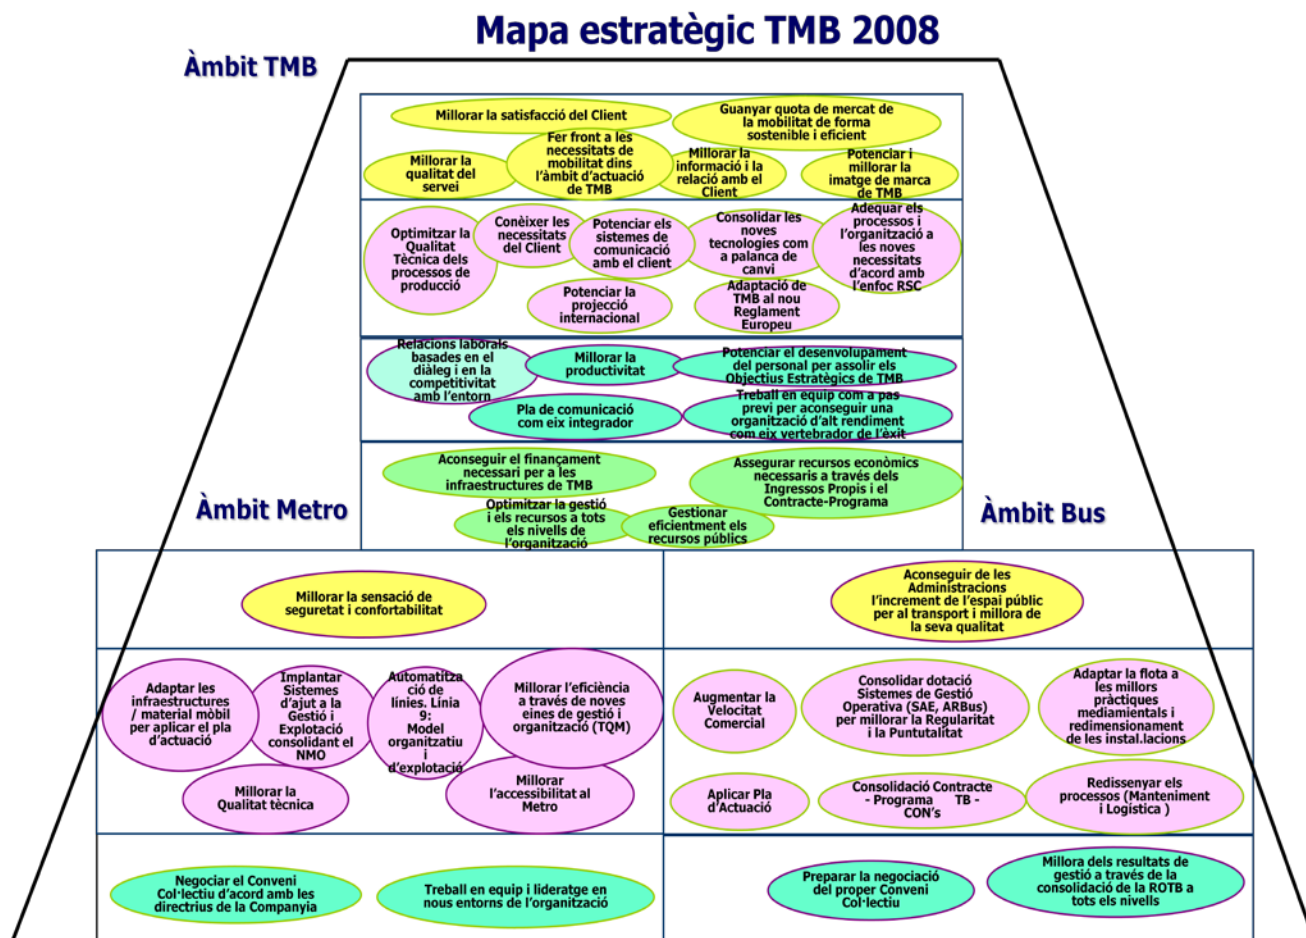 Mapa estratègic TMB 2008
Àmbit TMB
Millorar la satisfacció del Client
Guanyar quota de mercat de
la mobilitat de forma
sostenible i eficient
Millorar la
qualitat del
servei
Fer front a les
necessitats de
mobilitat dins
l'àmbit d'actuació
de TMB
Millorar la
informació i la
relació amb el
Client
Potenciar i
millorar la
imatge de marca
de TMB
Optimitzar la
Qualitat
Tècnica dels
processos de
producció
Conèixer les
necessitats
del Client
Potenciar els
sistemes de
comunicació
amb el client
Consolidar les
noves
tecnologies com
a palanca de
canvi
Adequar els
processos i
l'organització a
les noves
necessitats
d'acord amb
l'enfoc RSC
Potenciar la
projecció
internacional
Adaptació de
TMB al nou
Reglament
Europeu
Relacions laborals
basades en el
diàleg i en la
competitivitat
amb l'entorn
Millorar la
productivitat
Potenciar el desenvolupament
del personal per assolir els
Objectius Estratègics de TMB
Pla de comunicació
com eix integrador
Treball en equip com a pas
previ per aconseguir una
organització d'alt rendiment
com eix vertebrador de l'èxit
Aconseguir el finançament
necessari per a les
infraestructures de TMB
Assegurar recursos econòmics
necessaris a través dels
Ingressos Propis i el
Contracte-Programa
Optimitzar la gestió
i els recursos a tots
els nivells de
l'organització
Gestionar
eficientment els
recursos públics
Àmbit Metro
Àmbit Bus
Millorar la sensació de
seguretat i confortabilitat
Aconseguir de les
Administracions
l'increment de l'espai públic
per al transport i millora de
la seva qualitat
Adaptar les
infraestructures
/ material mòbil
per aplicar el pla
d'actuació
Implantar
Sistemes
d'ajut a la
Gestió i
Explotació
consolidant el
NMO
Automatitza
ció de
línies. Línia
9:
Model
organitzatiu
i
d'explotació
Millorar l'eficiència
a través de noves
eines de gestió i
organització (TQM)
Millorar la
Qualitat tècnica
Millorar
l'accessibilitat al
Metro
Augmentar la
Velocitat
Comercial
Consolidar dotació
Sistemes de Gestió
Operativa (SAE, ARBus)
per millorar la Regularitat
i la Puntutalitat
Adaptar la flota a
les millors
pràctiques
mediamientals i
redimensionament
de les instal.lacions
Aplicar Pla
d'Actuació
Consolidació Contracte
- Programa TB -
CON's
Redissenyar els
processos (Manteniment
i Logística )
Negociar el Conveni
Col·lectiu d'acord amb les
directrius de la Companyia
Treball en equip i lideratge en
nous entorns de l'organització
Preparar la negociació
del proper Conveni
Col·lectiu
Millora dels resultats de
gestió a través de la
consolidació de la ROTB a
tots els nivells